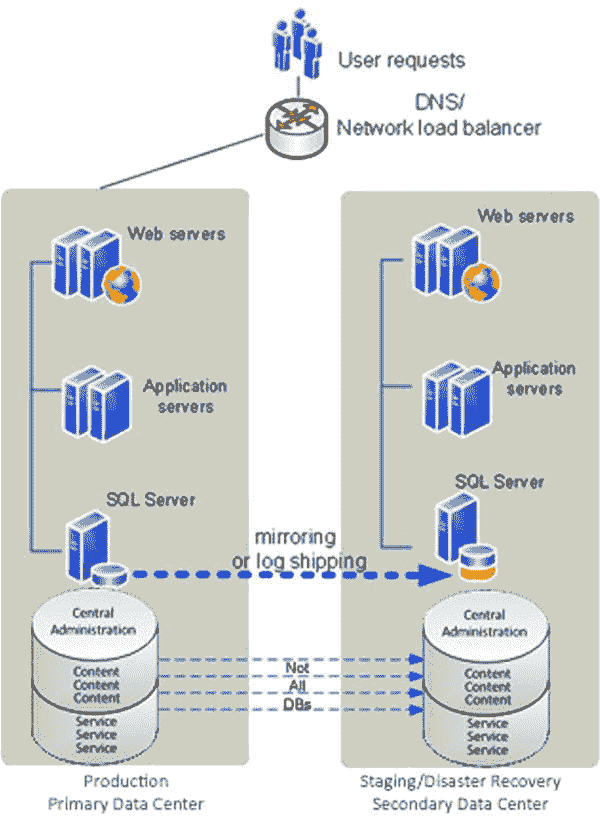 User requests
DNS/
Network load balancer
Web servers
Application
servers
SQL Server
Central
Administration
Content
Content
Content
Service
Service
Service
mirroring
or log shipping
Not
All
DBs
Web servers
Application
servers
SQL Server
Central
Administration
Content
Content
Content
Service
Service
Service
Production
Primary Data Center
Staging/Disaster Recovery
Secondary Data Center